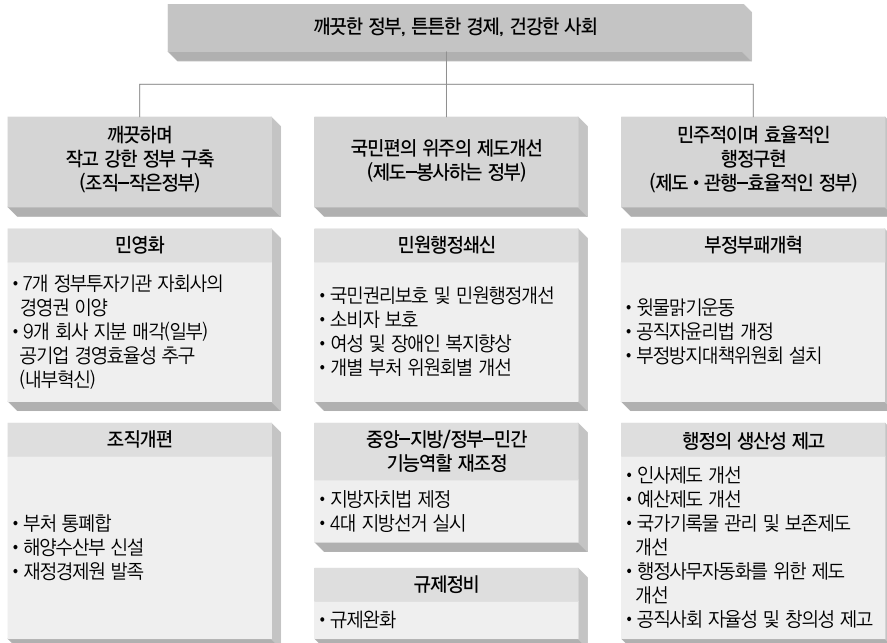 깨끗한 정부, 튼튼한 경제, 건강한 사회
깨끗하며
작고 강한 정부 구축
(조직–작은정부)
민영화
• 7개 정부투자기관 자회사의
경영권 이양
• 9개 회사 지분 매각(일부)
공기업 경영효율성 추구
(내부혁신)
조직개편
• 부처 통폐합
• 해양수산부 신설
• 재정경제원 발족
국민편의 위주의 제도개선
(제도–봉사하는 정부)
민원행정쇄신
• 국민권리보호 및 민원행정개선
• 소비자 보호
• 여성 및 장애인 복지향상
• 개별 부처 위원회별 개선
중앙–지방/정부–민간
기능역할 재조정
• 지방자치법 제정
• 4대 지방선거 실시
규제정비
• 규제완화
민주적이며 효율적인
행정구현
(제도•관행–효율적인 정부)
부정부패개혁
• 윗물맑기운동
• 공직자윤리법 개정
• 부정방지대책위원회 설치
행정의 생산성 제고
• 인사제도 개선
• 예산제도 개선
• 국가기록물 관리 및 보존제도
개선
• 행정사무자동화를 위한 제도
개선
• 공직사회 자율성 및 창의성 제고